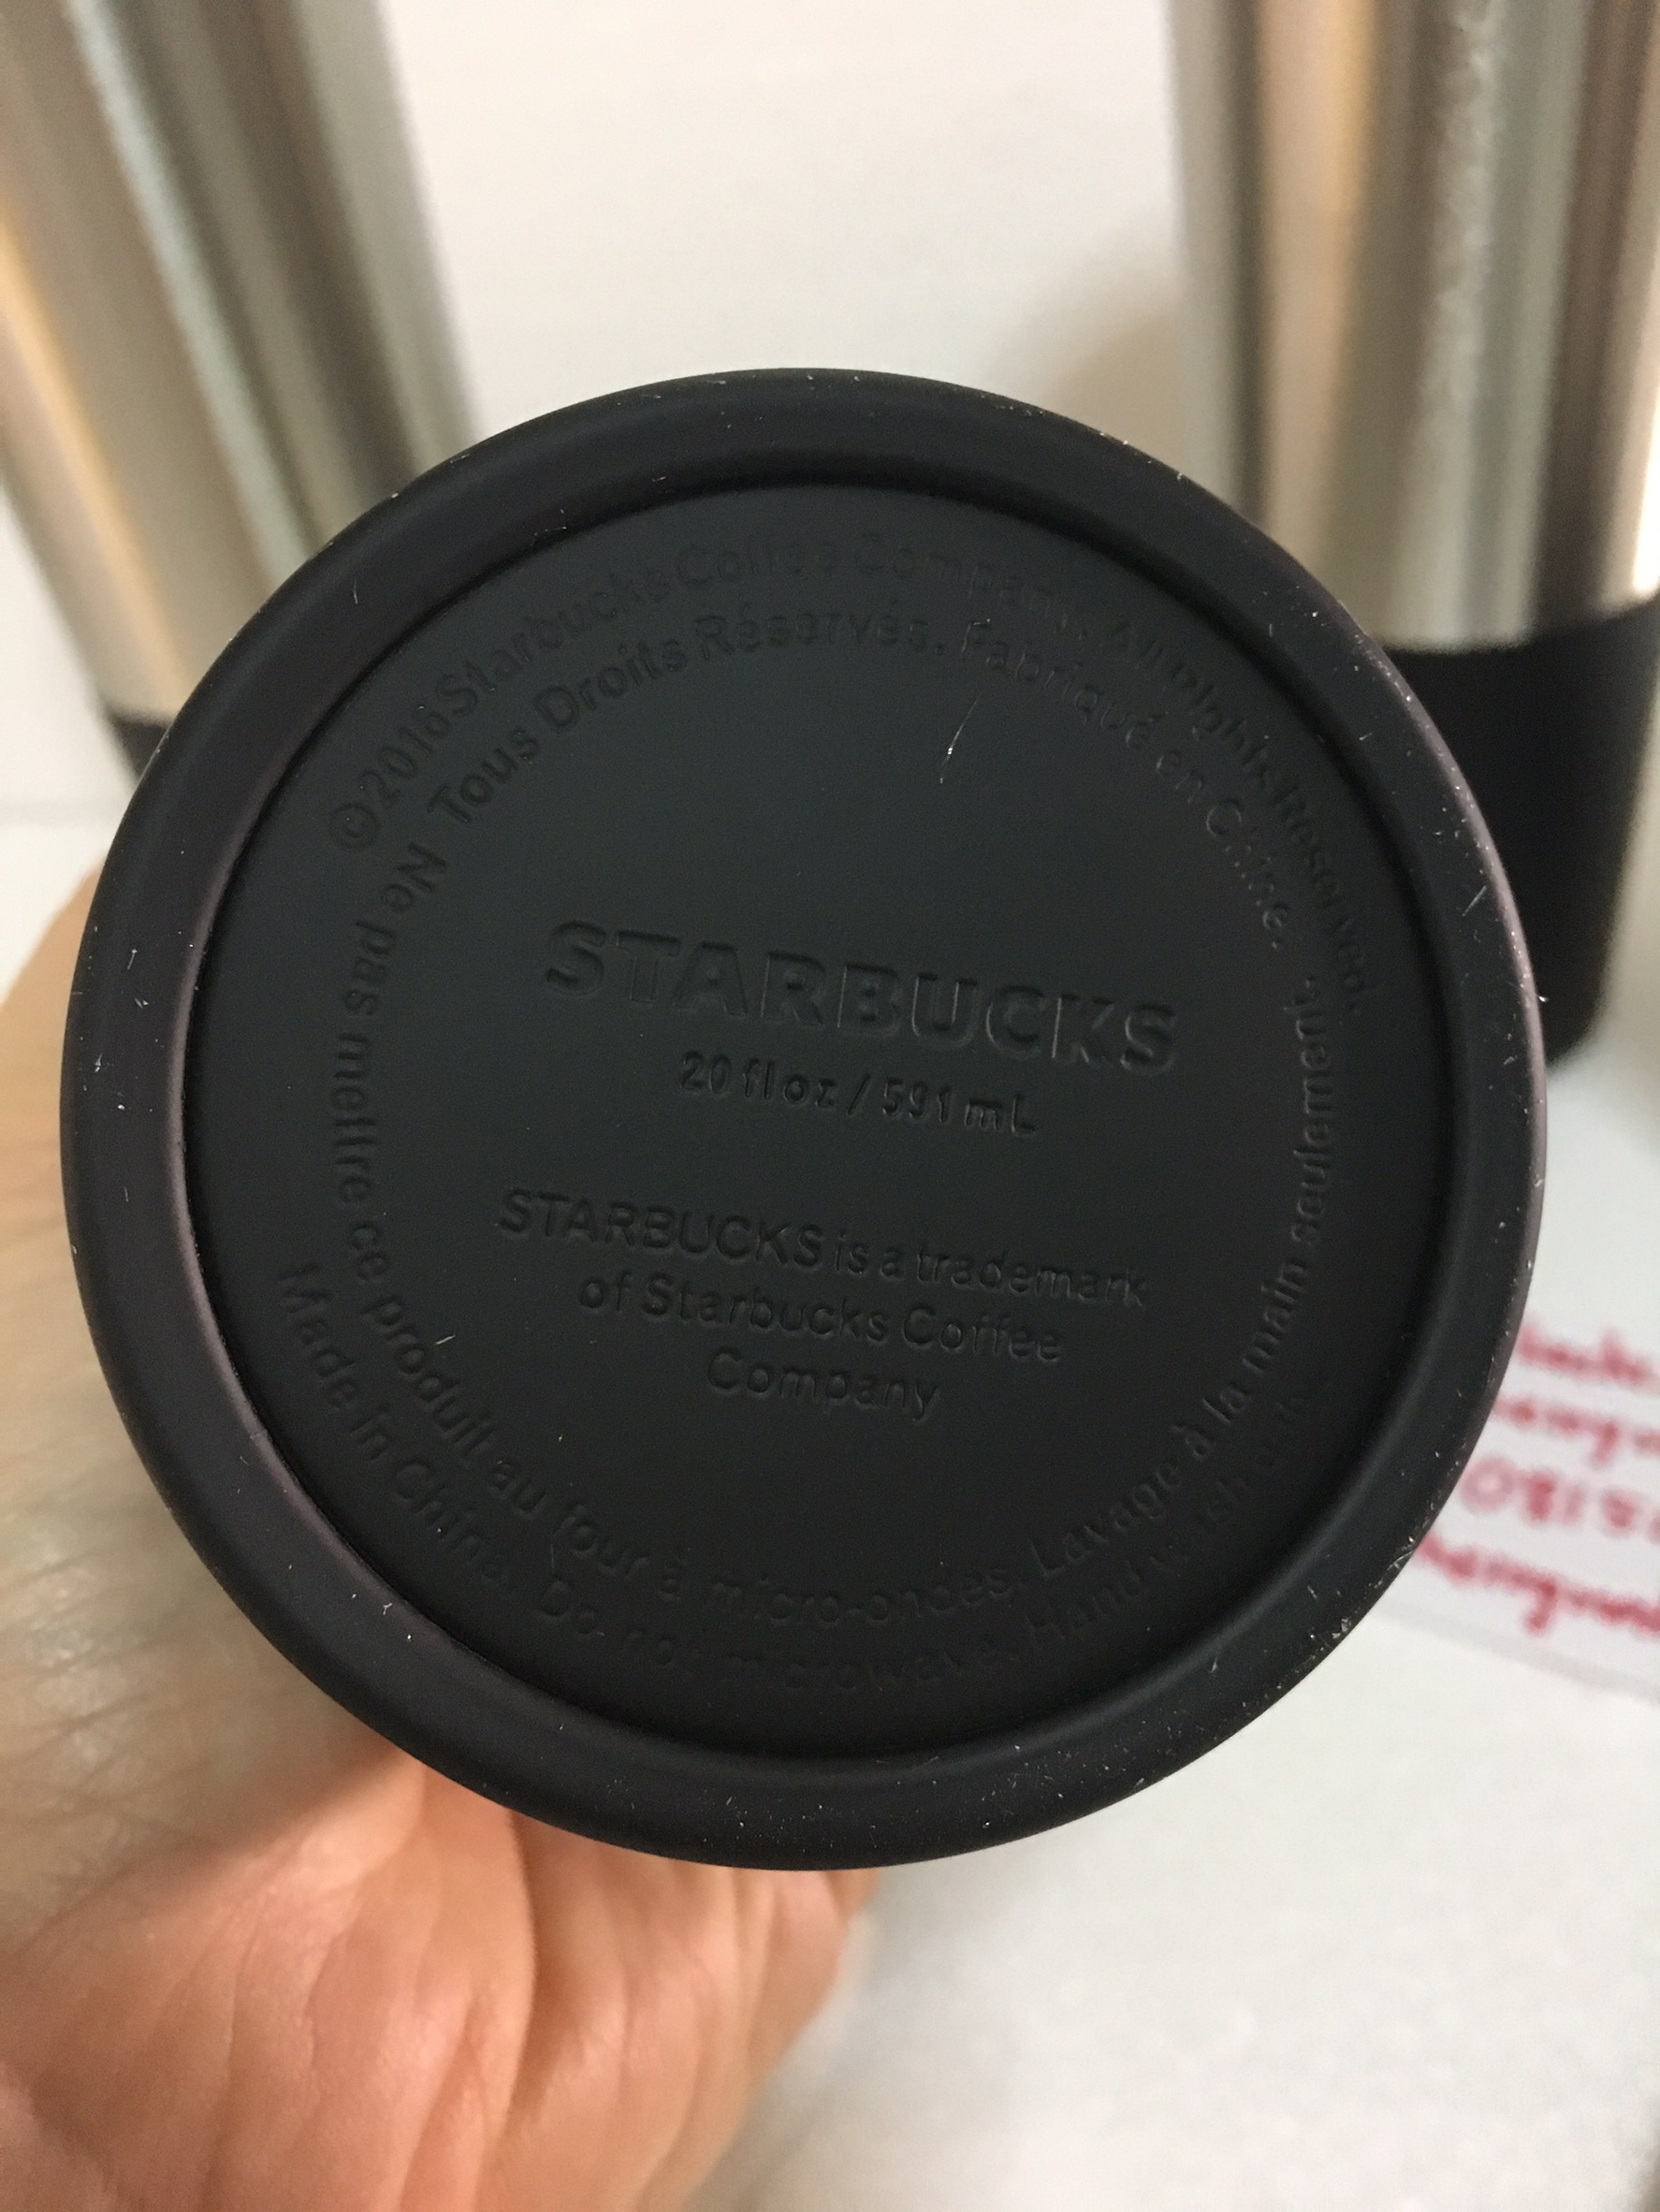 ©2018 Starbucks Coffee Company. All rights Reserved.
Tous Droits Réservés. Fabriqué en Chine.
STARBUCKS
20 fl oz / 591 mL
STARBUCKS is a trademark
of Starbucks Coffee
Company
Ne pas mettre ce produit au four à micro-ondes. Lavage à la main seulement.
Made in China. Do not microwave. Hand Wash only.